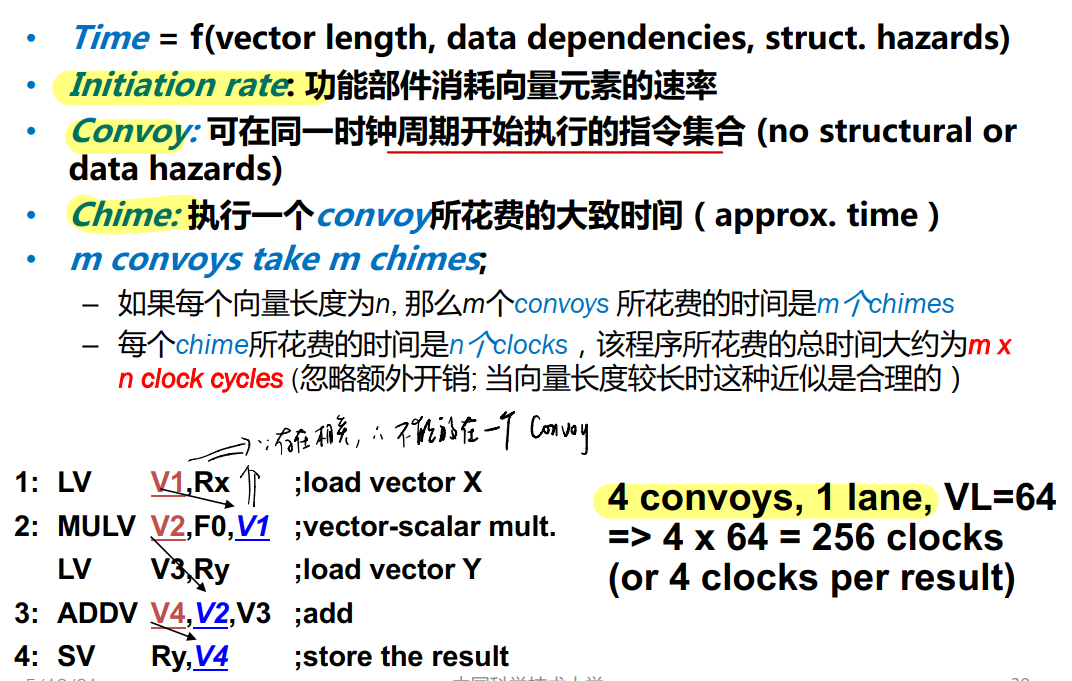 • Time = f(vector length, data dependencies, struct. hazards)
• Initiation rate: 功能部件消耗向量元素的速率
• Convoy: 可在同一时钟周期开始执行的指令集合 (no structural or
data hazards)
• Chime: 执行一个convoy所花费的大致时间（approx. time）
• m convoys take m chimes;
– 如果每个向量长度为n, 那么m个convoys 所花费的时间是m个chimes
– 每个chime所花费的时间是n个clocks，该程序所花费的总时间大约为m x
n clock cycles (忽略额外开销; 当向量长度较长时这种近似是合理的）
∵存在相关, ∴ 不能放在一个 Convoy
1: LV V1,Rx ;load vector X
2: MULV V2,F0,V1 ;vector-scalar mult.
LV V3,Ry ;load vector Y
3: ADDV V4,V2,V3 ;add
4: SV Ry,V4 ;store the result
4 convoys, 1 lane, VL=64
=> 4 x 64 = 256 clocks
(or 4 clocks per result)